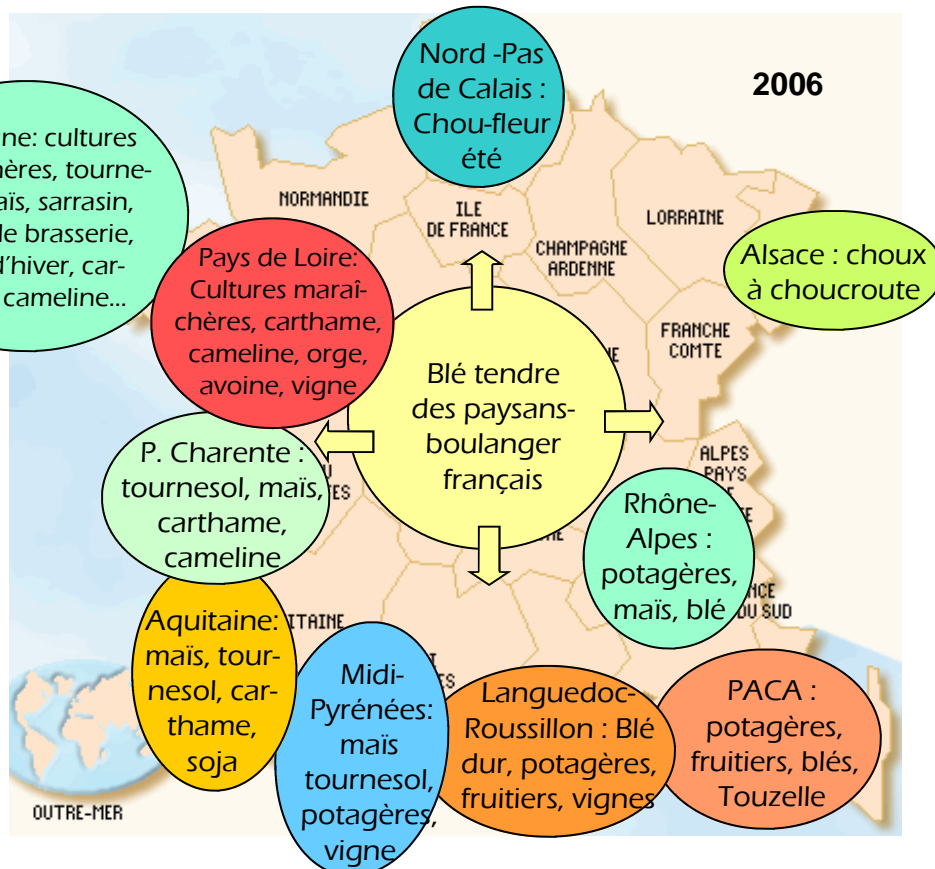 Nord -Pas
de Calais :
Chou-fleur
été
2006
cultures
tourne-
sarrasin,
brasserie,
d'hiver, car-
cameline...
NORMANDIE
ILE
DE FRANCE
CHAMPAGNE
ARDENNE
LORRAINE
Alsace : choux
à choucroute
Pays de Loire:
Cultures maraî-
chères, carthame,
cameline, orge,
avoine, vigne
FRANCHE
COMTE
Blé tendre
des paysans-
boulanger
français
P. Charente :
tournesol, maïs,
carthame,
cameline
ALPES
PAYS
Rhône-
Alpes :
potagères,
maïs, blé
DU SUD
Aquitaine:
maïs, tour-
nesol, car-
thame,
soja
Midi-
Pyrénées:
maïs
tournesol,
potagères,
vigne
Languedoc-
Roussillon : Blé
dur, potagères,
fruitiers, vignes
PACA :
potagères,
fruitiers, blés,
Touzelle
OUTRE-MER